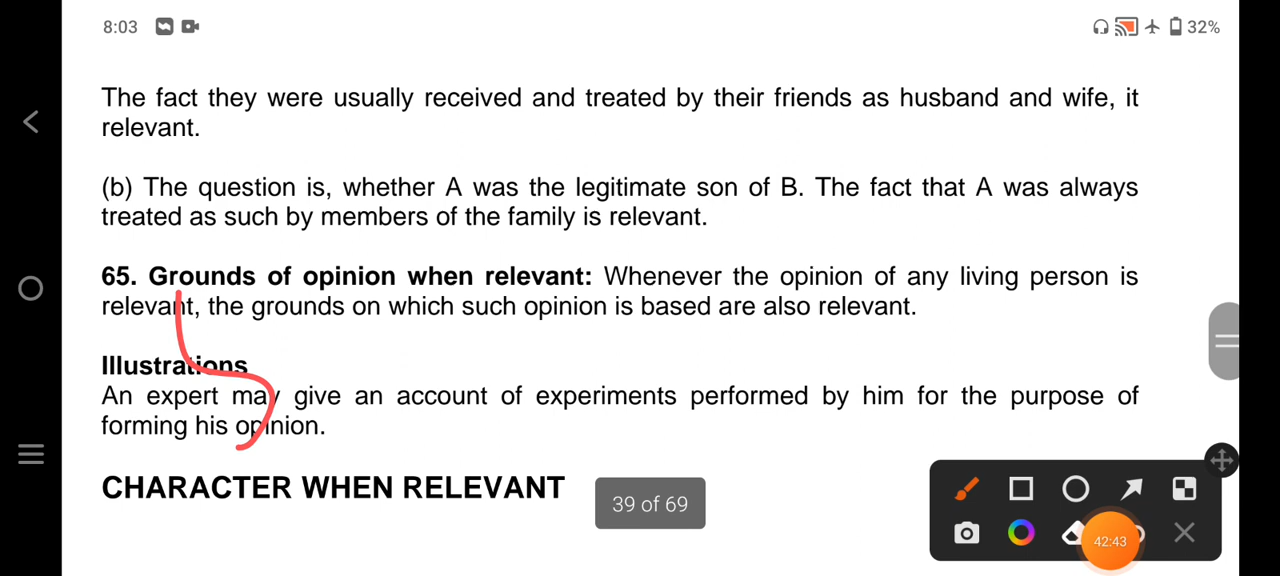 8:03
32%
The fact they were usually received and treated by their friends as husband and wife, it
relevant.
(b) The question is, whether A was the legitimate son of B. The fact that A was always
treated as such by members of the family is relevant.
65. Grounds of opinion when relevant: Whenever the opinion of any living person is
relevant, the grounds on which such opinion is based are also relevant.
Illustrations
An expert may give an account of experiments performed by him for the purpose of
forming his opinion.
CHARACTER WHEN RELEVANT
39 of 69
42:43